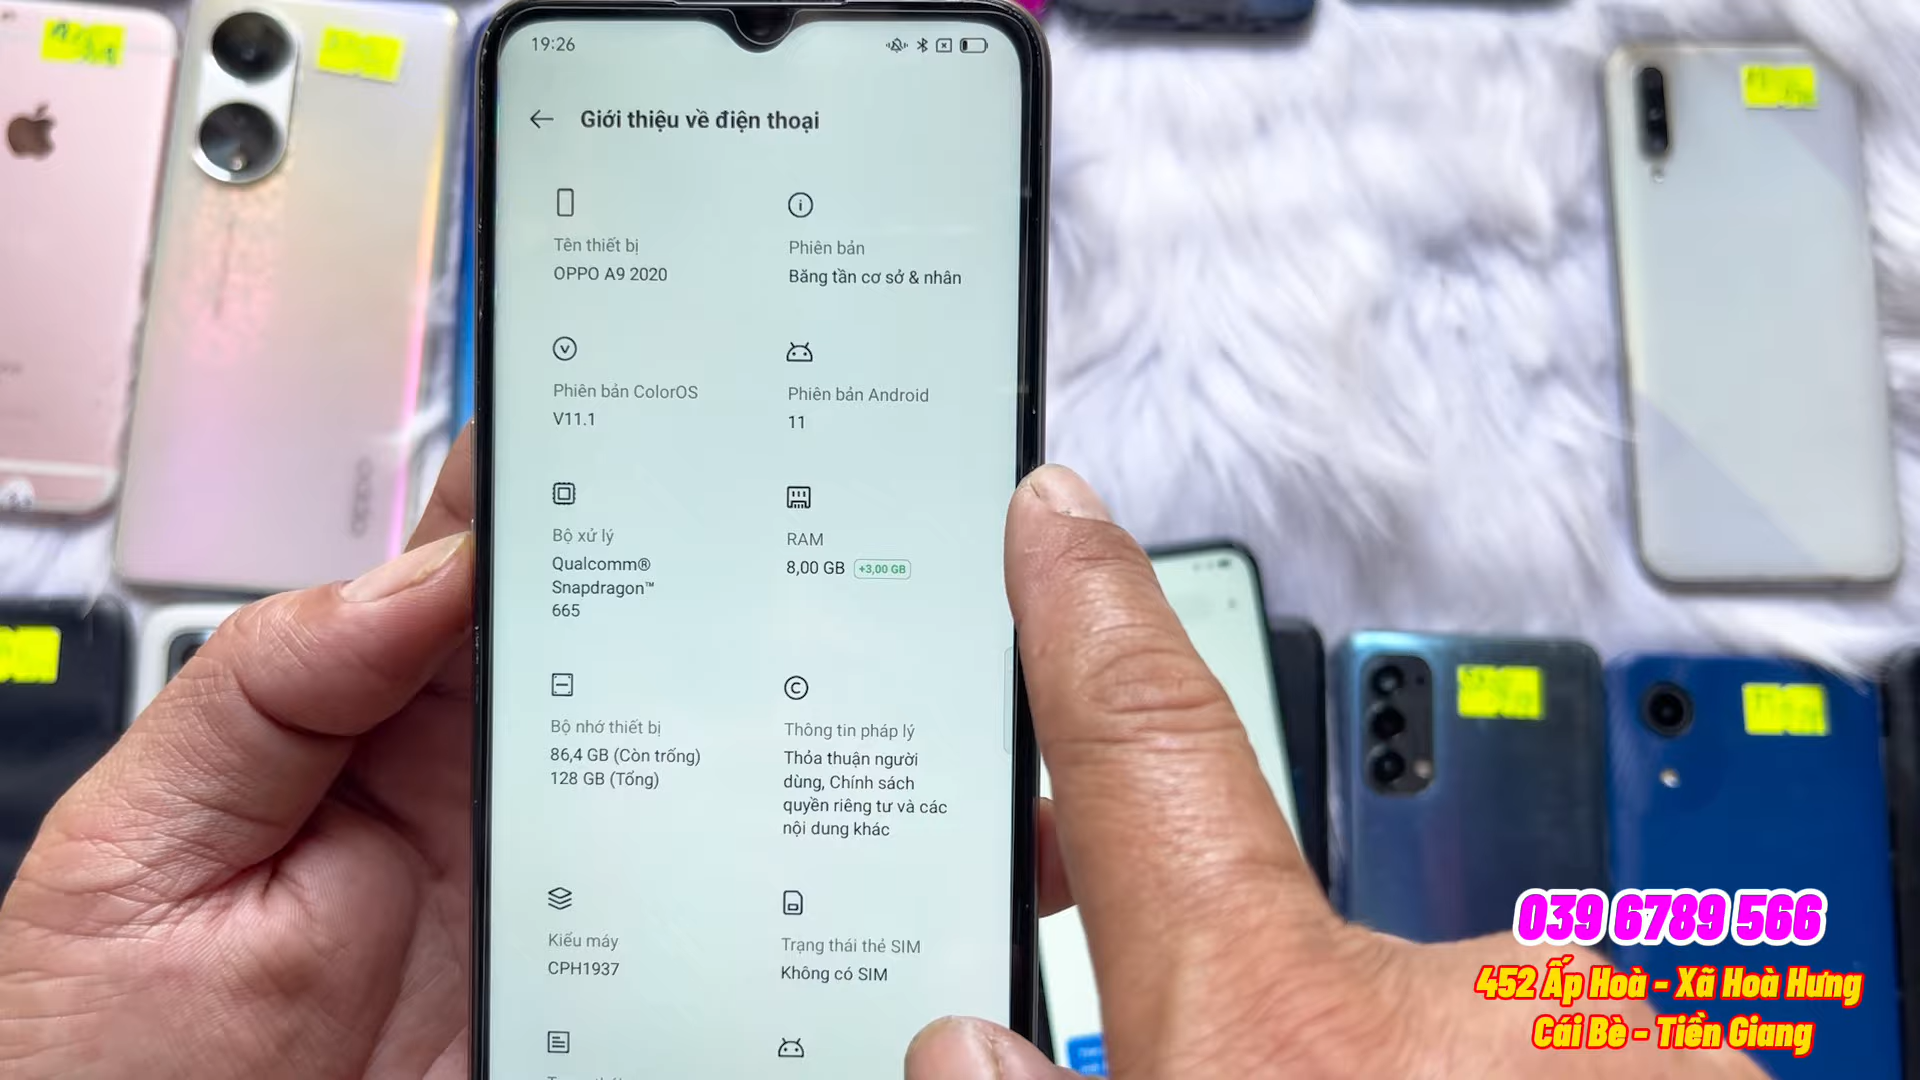 19:26
Giới thiệu về điện thoại
Tên thiết bị
OPPO A9 2020
Phiên bản
Băng tần cơ sở & nhân
Phiên bản ColorOS
V11.1
Phiên bản Android
11
Bộ xử lý
Qualcomm®
Snapdragon™
665
RAM
8,00 GB +3,00 GB
Bộ nhớ thiết bị
86,4 GB (Còn trống)
128 GB (Tổng)
Thông tin pháp lý
Thỏa thuận người
dùng, Chính sách
quyền riêng tư và các
nội dung khác
Kiểu máy
CPH1937
Trạng thái thẻ SIM
Không có SIM
oppo
039 6789 566
452 Ấp Hoà - Xã Hoà Hưng
Cái Bè - Tiền Giang